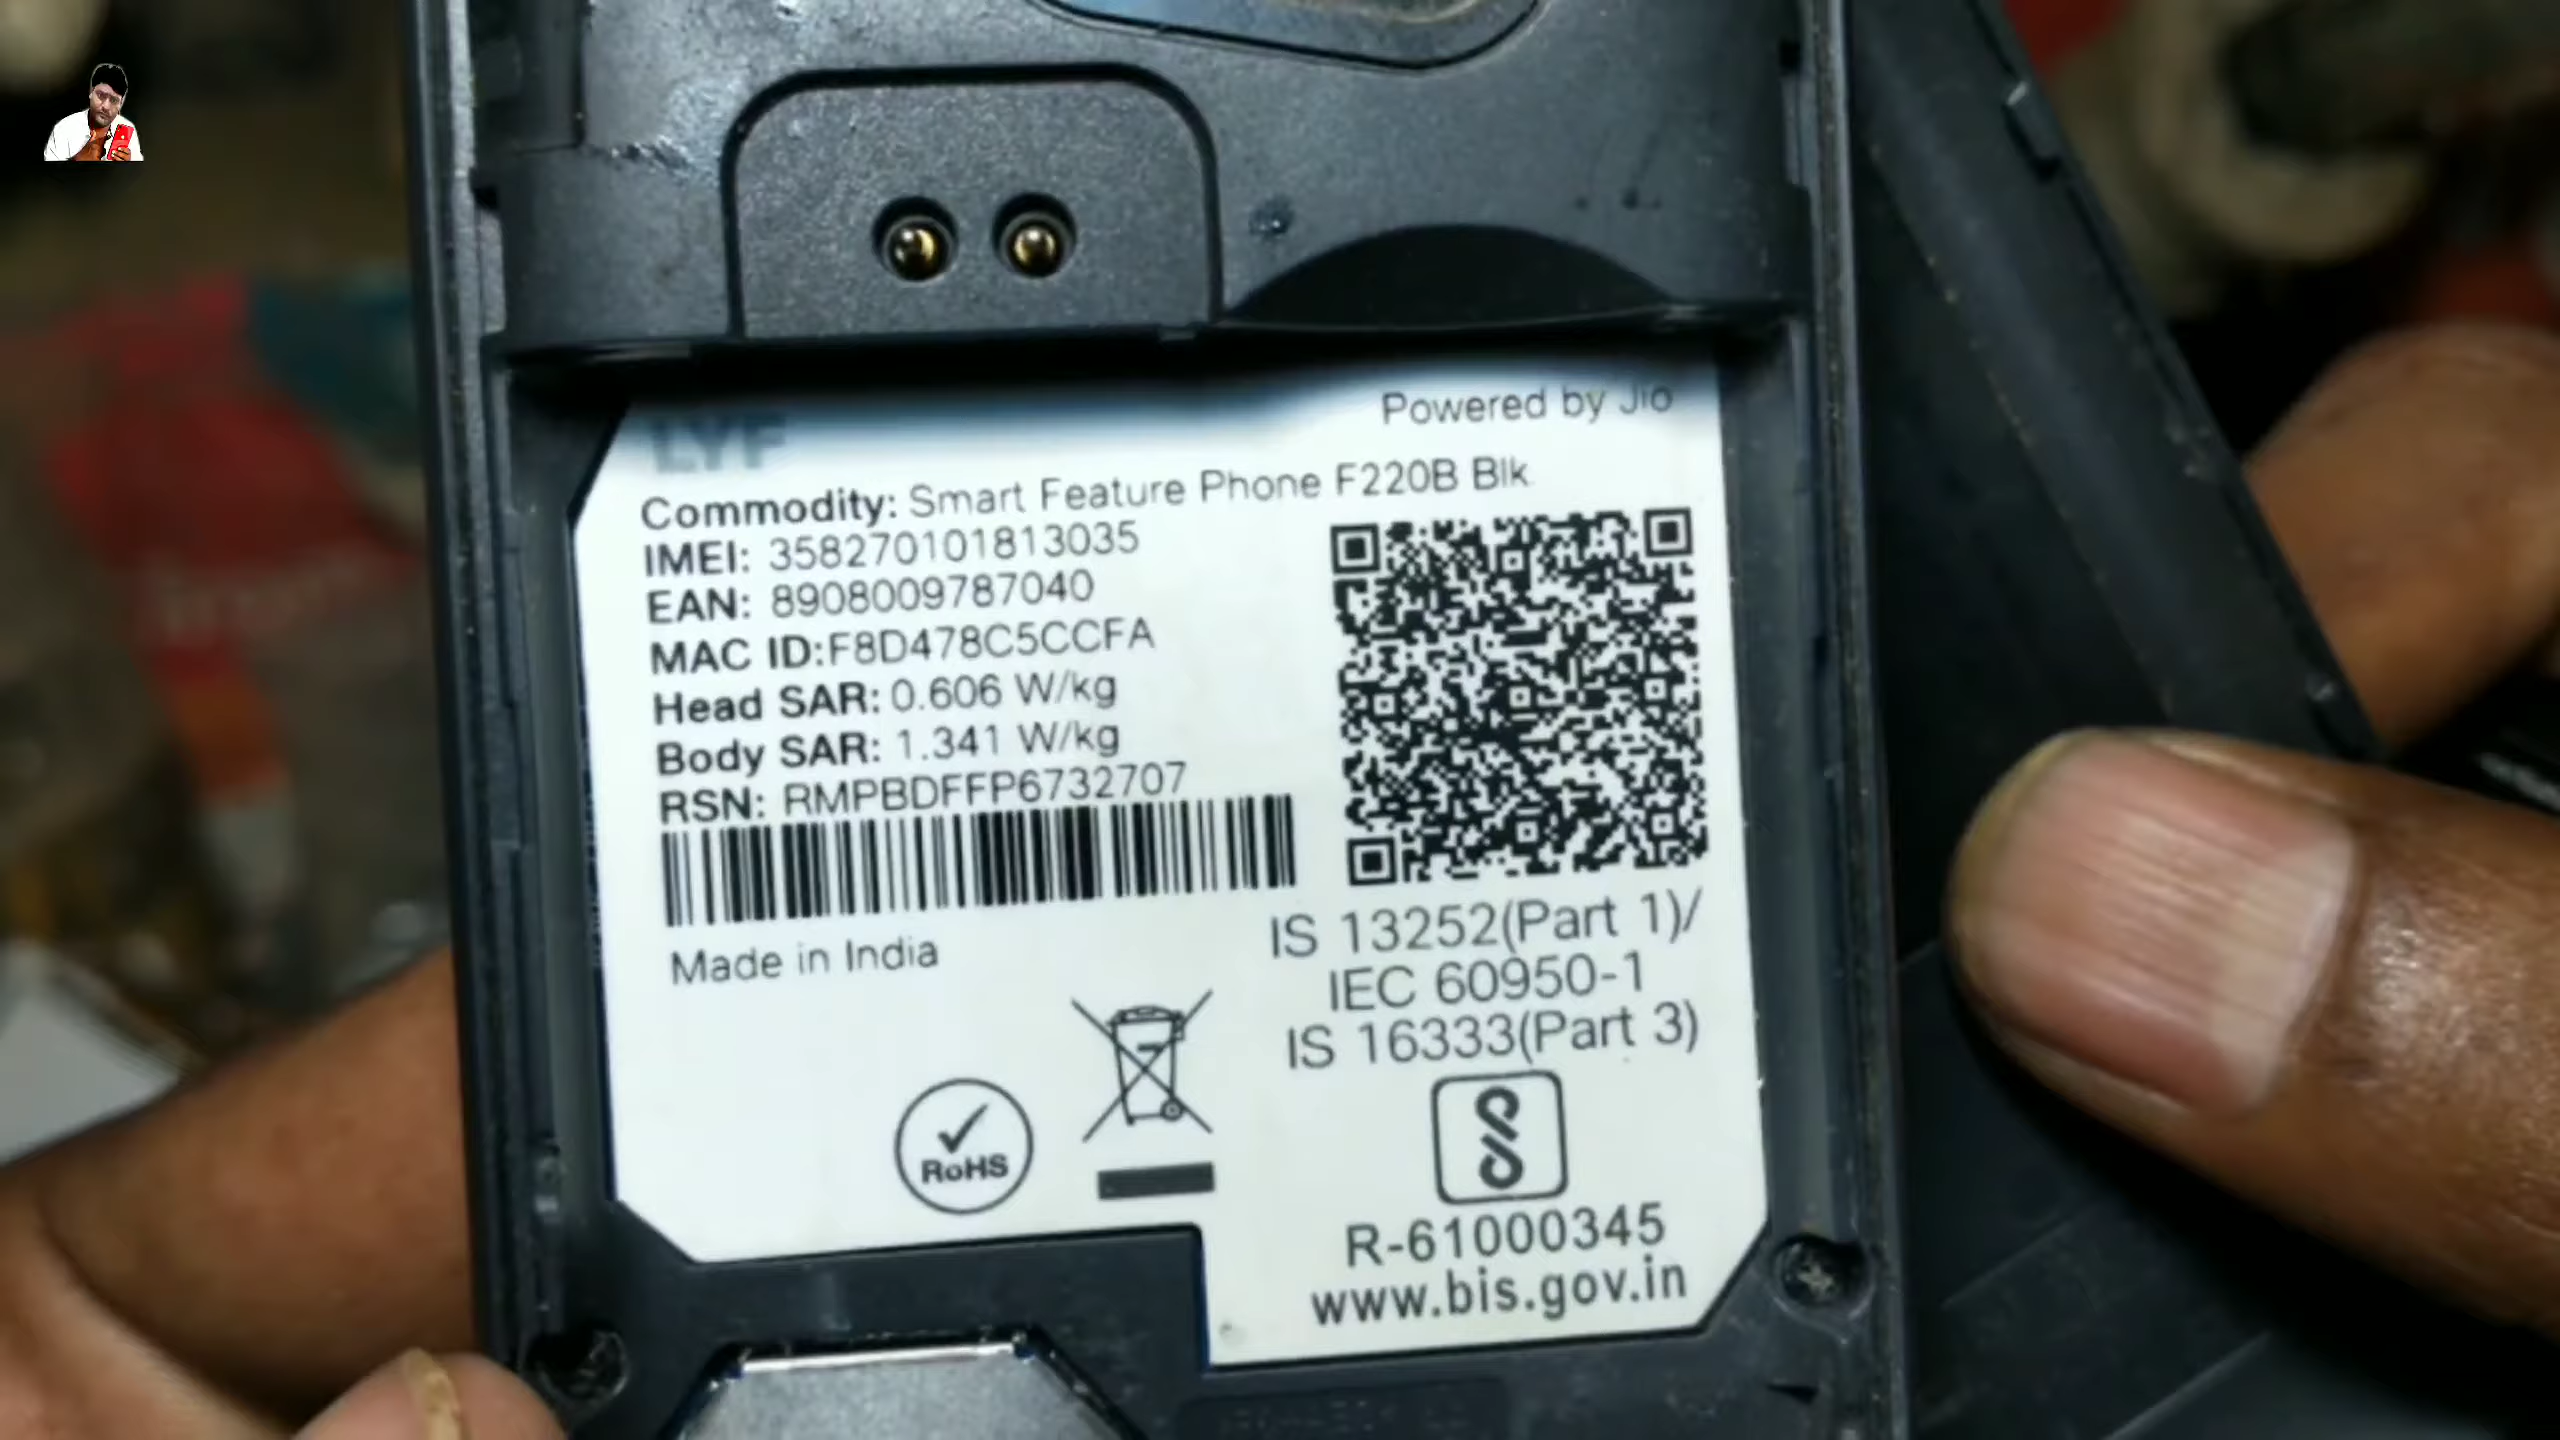 LYF
Powered by Jio
Commodity: Smart Feature Phone F220B Blk
IMEI: 358270101813035
EAN: 8908009787040
MAC ID:F8D478C5CCFA
Head SAR: 0.606 W/kg
Body SAR: 1.341 W/kg
RSN: RMPBDFFP6732707
Made in India
IS 13252(Part 1)/
IEC 60950-1
IS 16333(Part 3)
RoHS
R-61000345
www.bis.gov.in